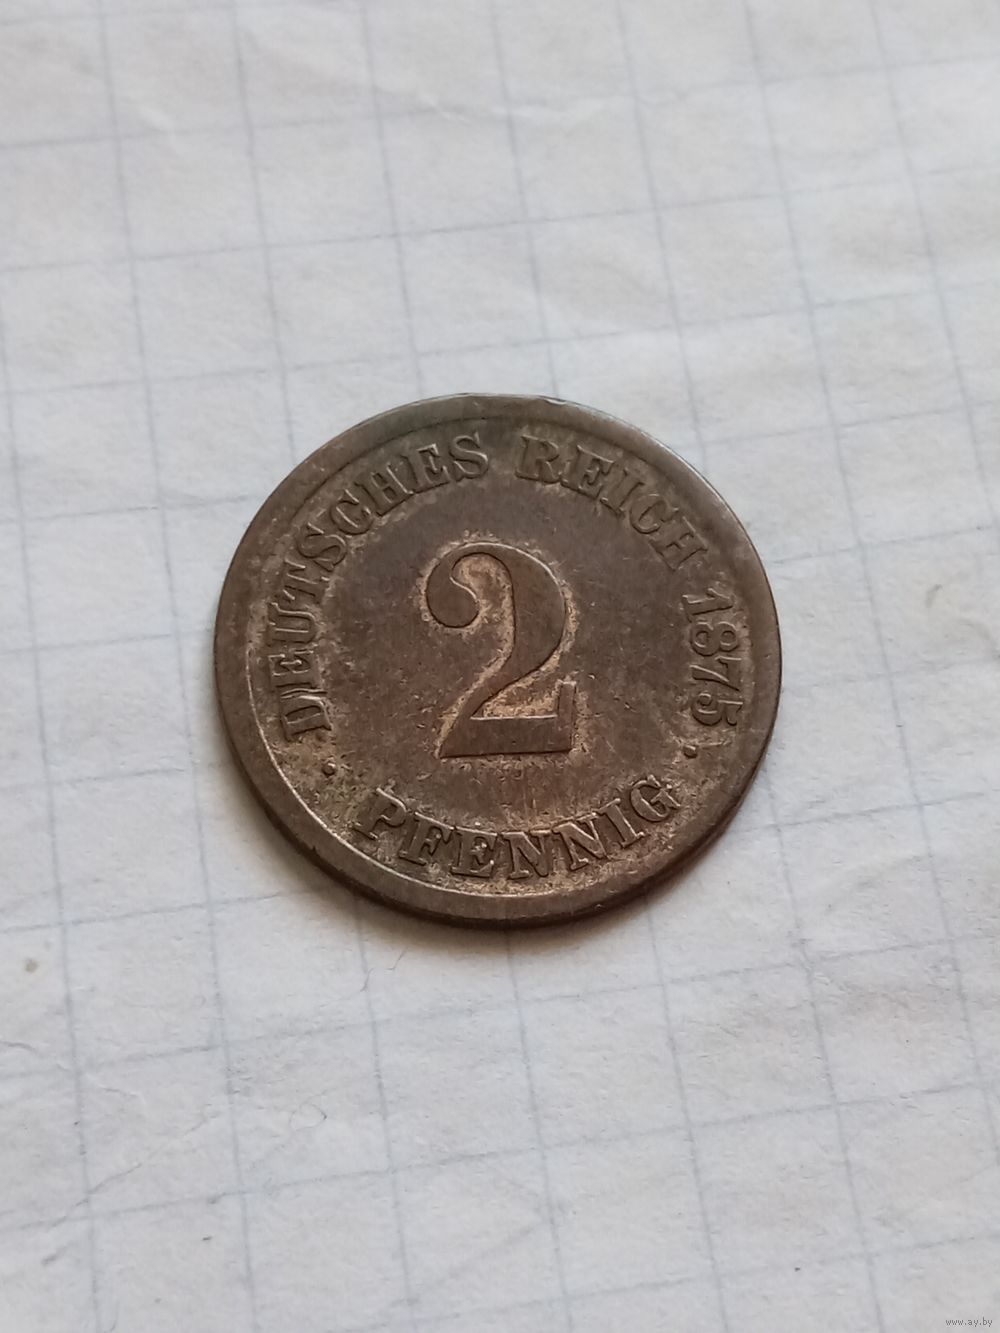 DEUTSCHES REICH 1875 ·
2
· PFENNIG
www.ay.by